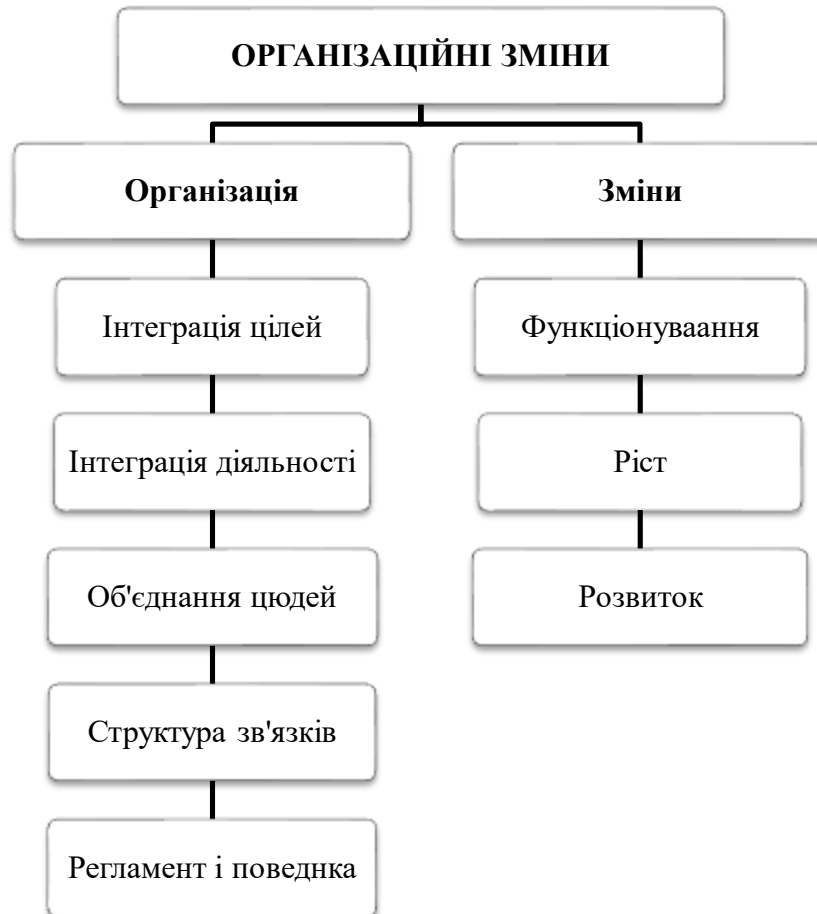 ОРГАНІЗАЦІЙНІ ЗМІНИ
Організація
Зміни
Інтеграція цілей
Функціонуваання
Інтеграція діяльності
Ріст
Об'єднання цюдей
Розвиток
Структура зв'язків
Регламент і поведнка